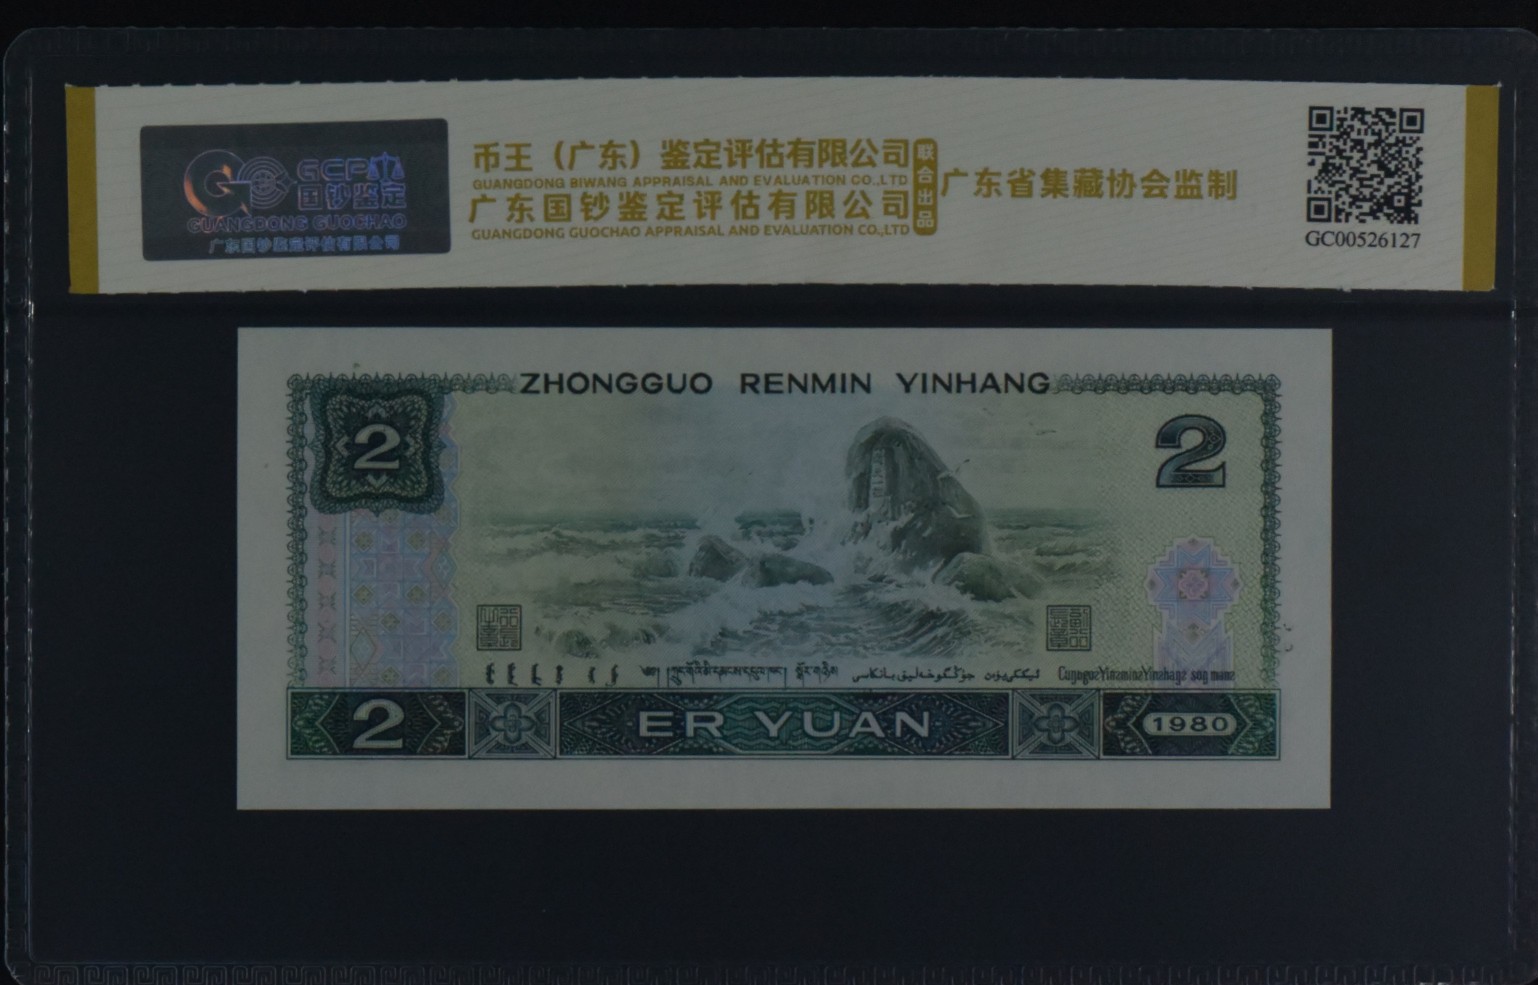 GCP
国钞鉴定
GUANGDONG GUOCHAO
广东国钞鉴定评估有限公司
币王（广东）鉴定评估有限公司
GUANGDONG BIWANG APPRAISAL AND EVALUATION CO.,LTD
广东国钞鉴定评估有限公司
GUANGDONG GUOCHAO APPRAISAL AND EVALUATION CO.,LTD
联合出品
广东省集藏协会监制
GC00526127
ZHONGGUO RENMIN YINHANG
2
2
2
ER YUAN
1980